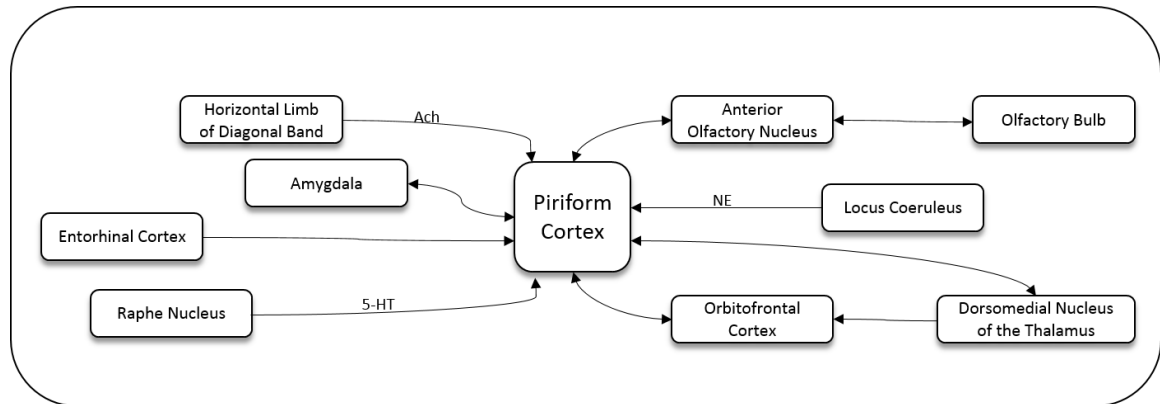 Horizontal Limb
of Diagonal Band
Ach
Anterior
Olfactory Nucleus
Olfactory Bulb
Amygdala
Piriform
Cortex
NE
Locus Coeruleus
Entorhinal Cortex
Raphe Nucleus
5-HT
Orbitofrontal
Cortex
Dorsomedial Nucleus
of the Thalamus